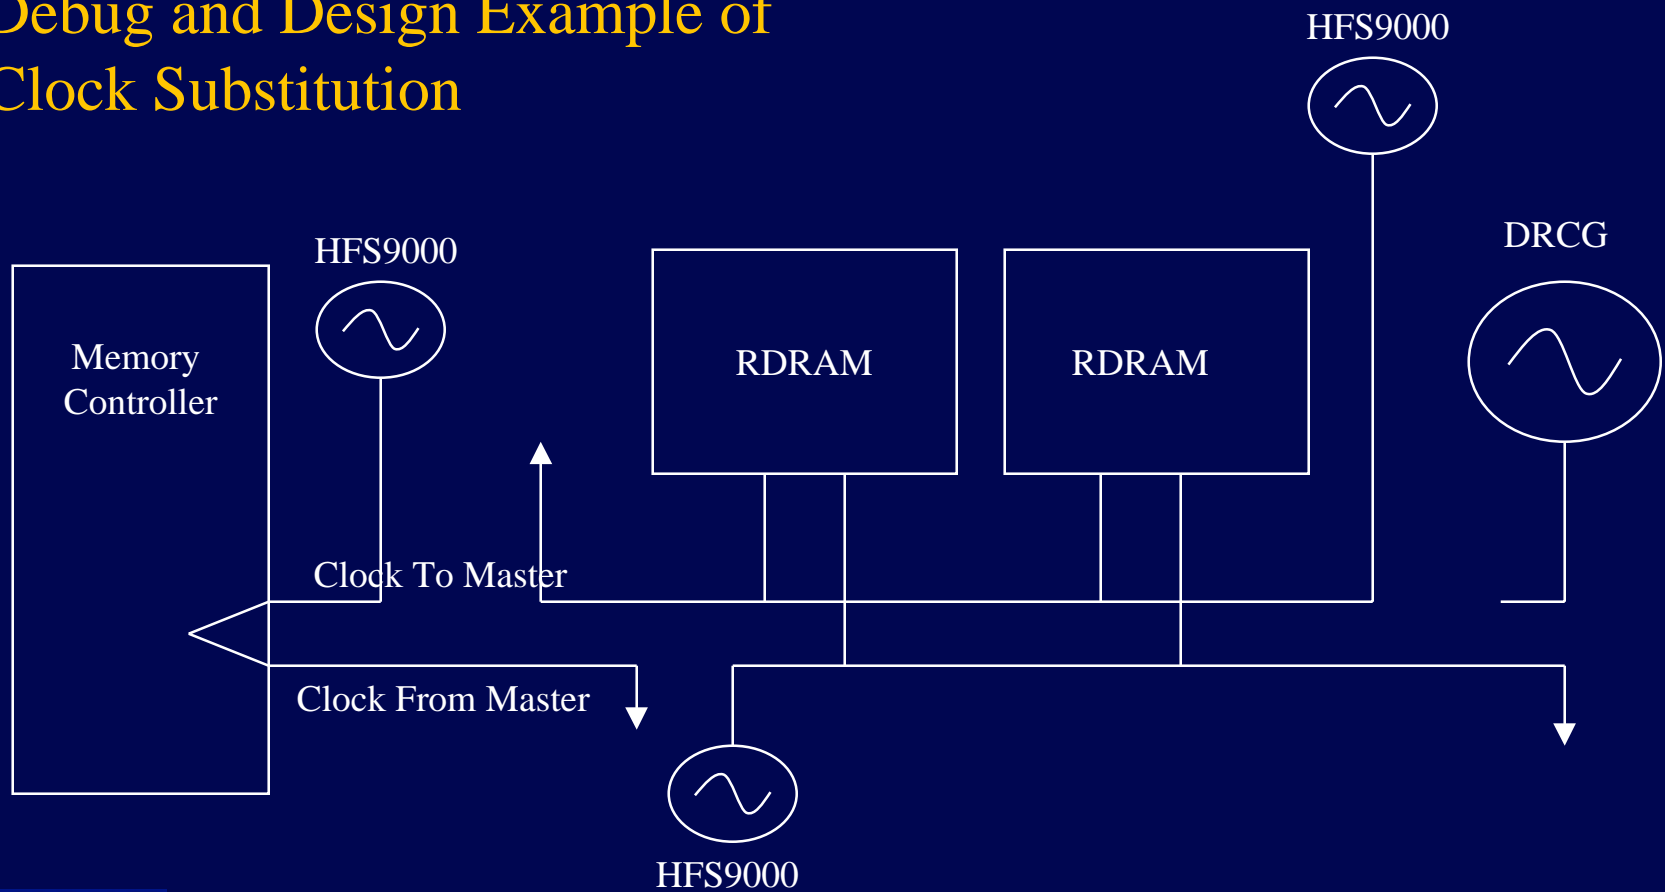 Debug and Design Example of
Clock Substitution
HFS9000
DRCG
HFS9000
Memory
Controller
RDRAM
RDRAM
Clock To Master
Clock From Master
HFS9000